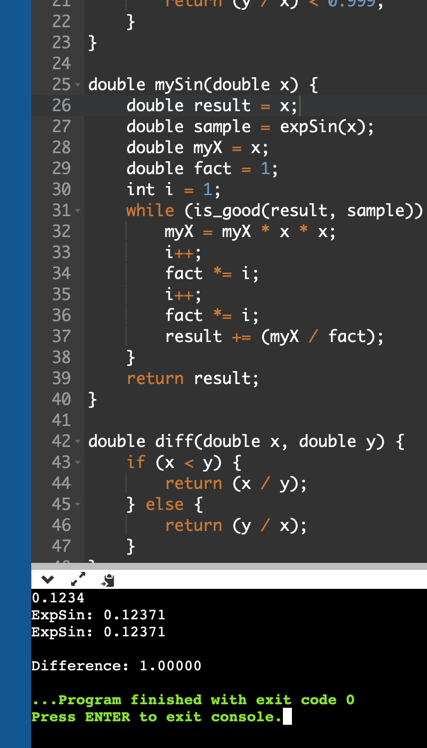 21 return (y / x) < 0.999;
22 }
23 }
24
25 double mySin(double x) {
26 double result = x;
27 double sample = expSin(x);
28 double myX = x;
29 double fact = 1;
30 int i = 1;
31 while (is_good(result, sample))
32 myX = myX * x * x;
33 i++;
34 fact *= i;
35 i++;
36 fact *= i;
37 result += (myX / fact);
38 }
39 return result;
40 }
41
42 double diff(double x, double y) {
43 if (x < y) {
44 return (x / y);
45 } else {
46 return (y / x);
47 }
0.1234
ExpSin: 0.12371
ExpSin: 0.12371
Difference: 1.00000
...Program finished with exit code 0
Press ENTER to exit console.